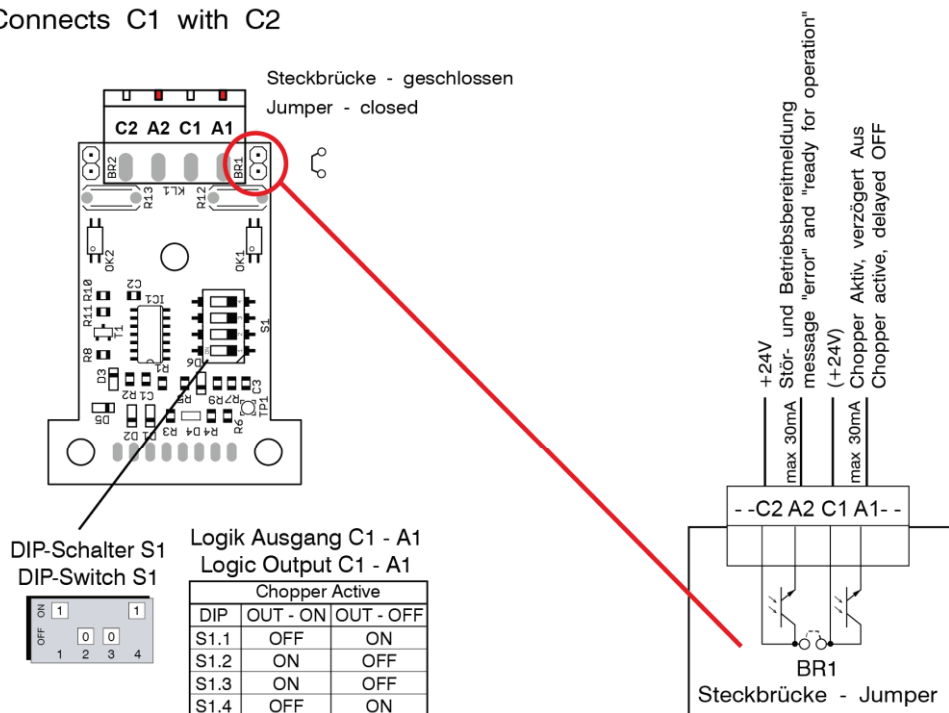 Connects C1 with C2
Steckbrücke - geschlossen
Jumper - closed
C2 A2 C1 A1
BR2
BR1
KL1
R13
R12
OK2
OK1
R10
C2
IC1
R11
T1
S1
R8
R1
D6
D3
R2
C1
R5
R9
R7
C3
TP1
D5
D2
D1
R3
D4
R4
R6
DIP-Schalter S1
DIP-Switch S1
ON
OFF
1 1
0 0
1 2 3 4
Logik Ausgang C1 - A1
Logic Output C1 - A1
Chopper Active
DIP OUT - ON OUT - OFF
S1.1 OFF ON
S1.2 ON OFF
S1.3 ON OFF
S1.4 OFF ON
+24V
Stör- und Betriebsbereitmeldung
message "error" and "ready for operation"
max 30mA
(+24V)
Chopper Aktiv, verzögert Aus
Chopper active, delayed OFF
max 30mA
- -C2 A2 C1 A1- -
BR1
Steckbrücke - Jumper